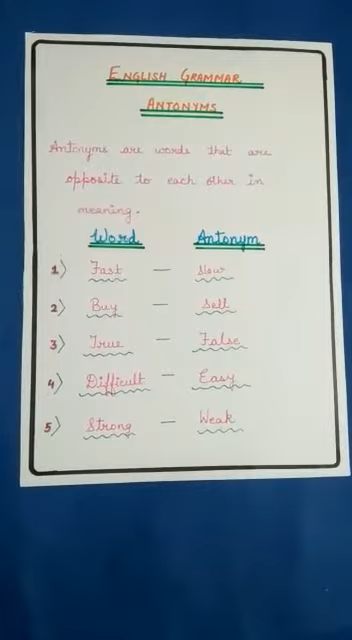 ENGLISH GRAMMAR
ANTONYMS
Antonyms are words that are
opposite to each other in
meaning.
Word Antonym
1) Fast — Slow
2) Buy — Sell
3) True — False
4) Difficult — Easy
5) Strong — Weak